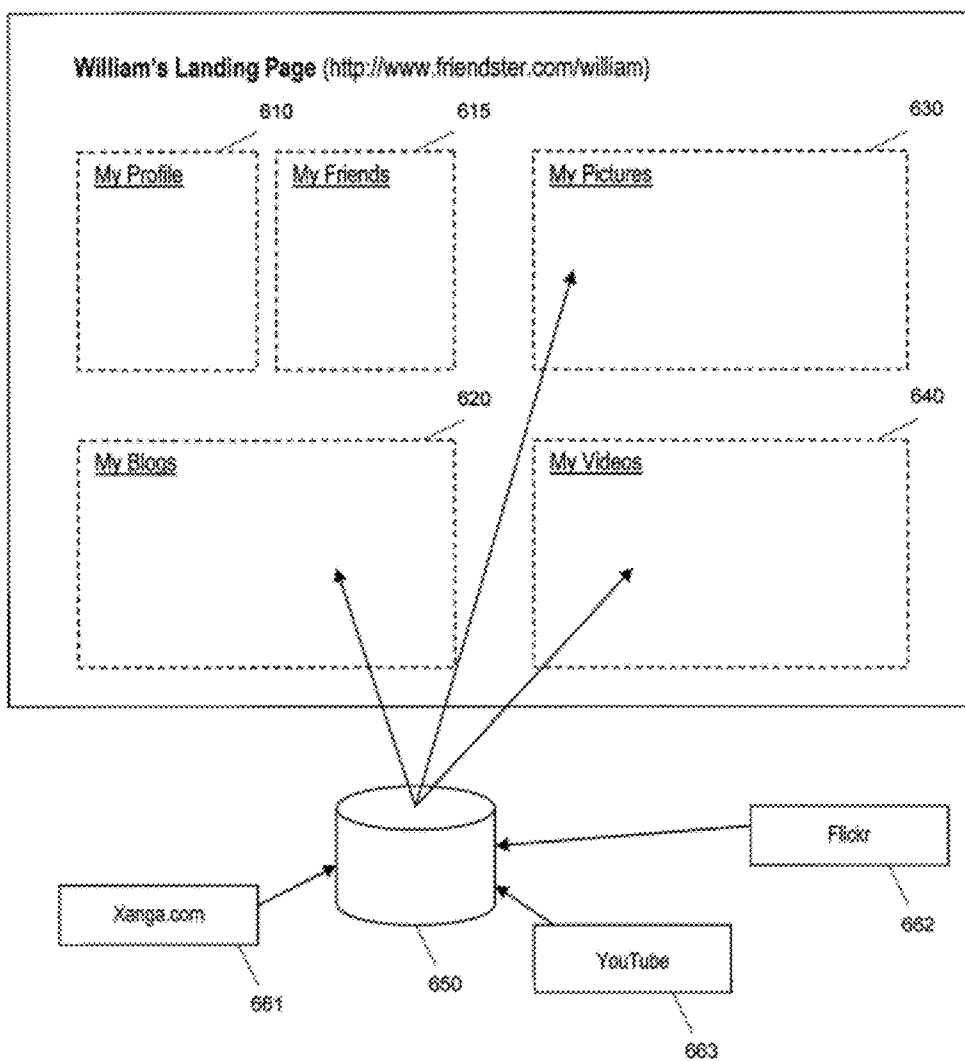 William's Landing Page (http://www.friendster.com/william)
610 615 630
My Profile My Friends My Pictures
620 640
My Blogs My Videos
Flickr
Xanga.com
662
YouTube
661 650
663